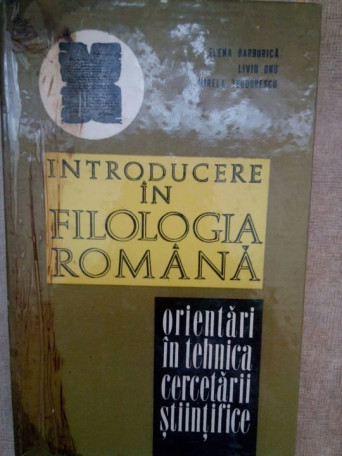 ELENA BARBORICĂ
LIVIU ONU
MIRELA TEODORESCU
INTRODUCERE
ÎN
FILOLOGIA
ROMÂNĂ
orientări
în tehnica
cercetării
științifice